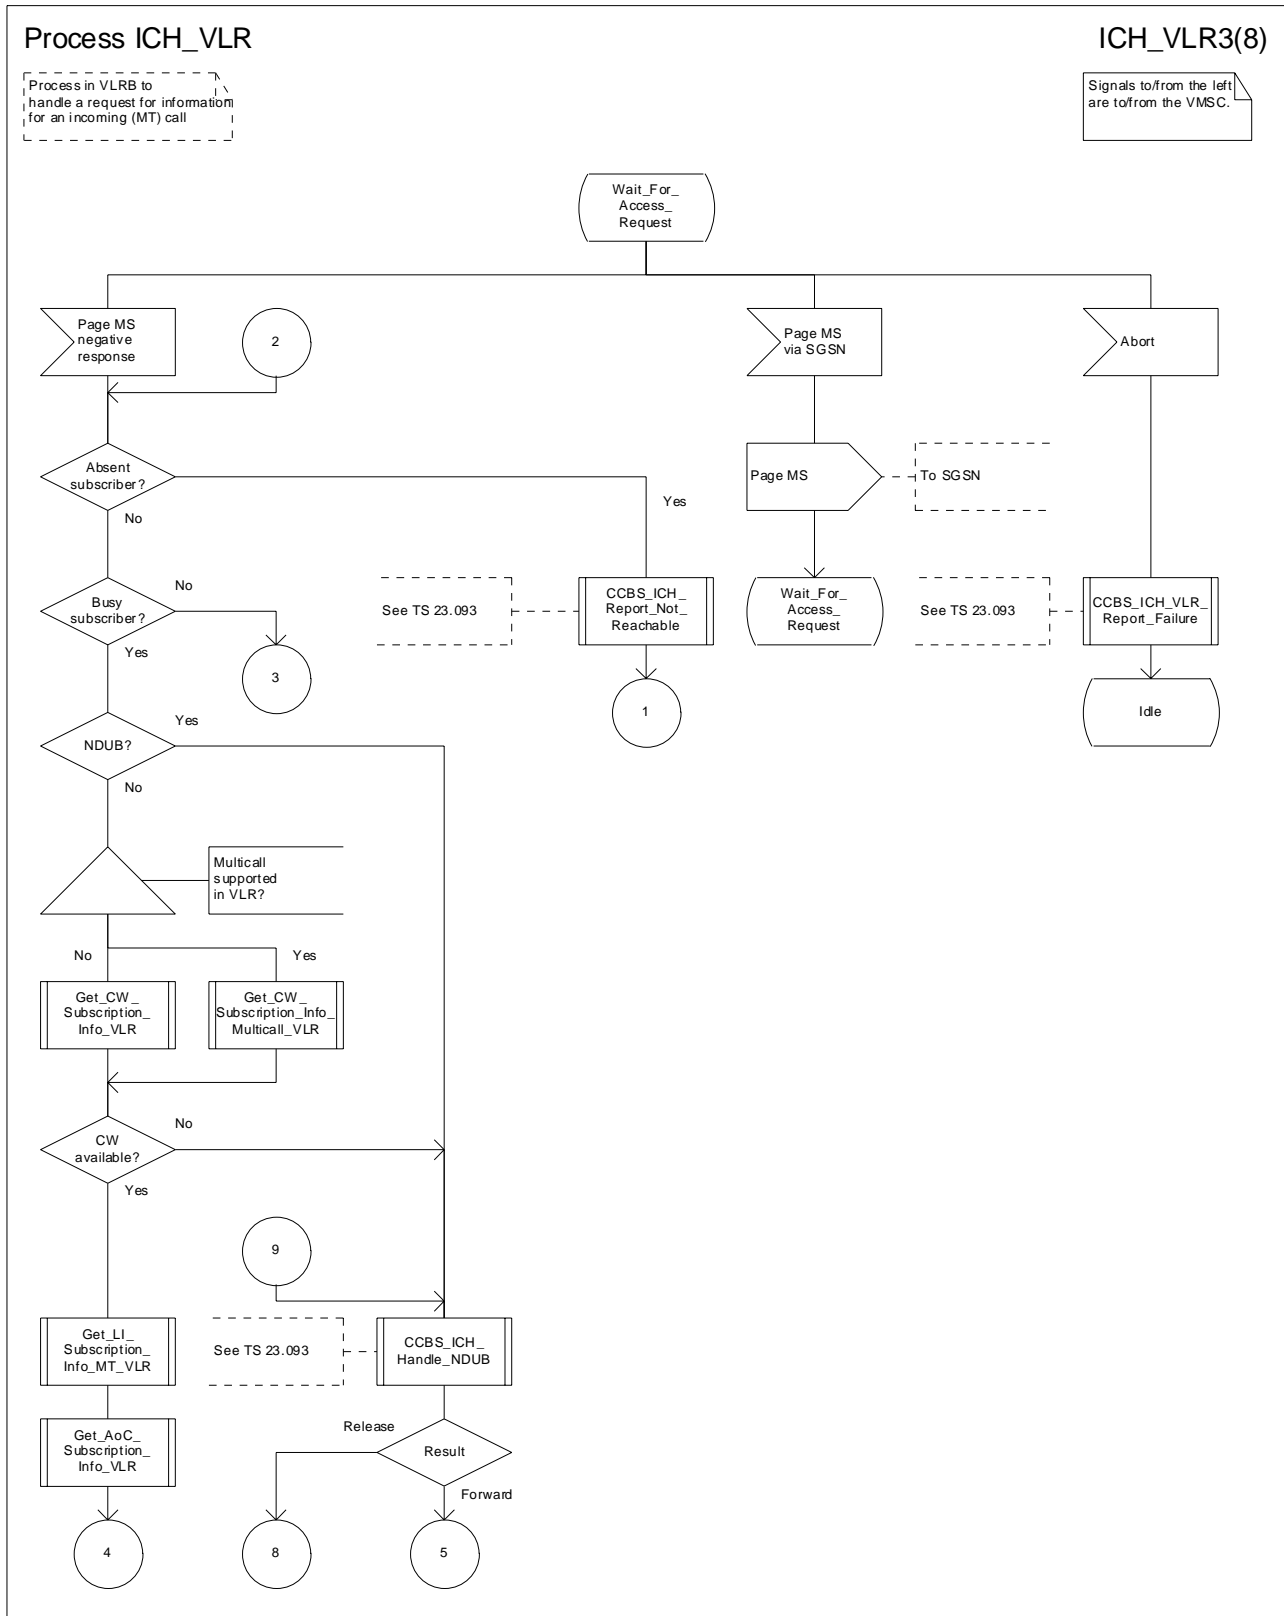 Process ICH_VLR
ICH_VLR3(8)
Process in VLRB to
handle a request for information
for an incoming (MT) call
Signals to/from the left
are to/from the VMSC.
Wait_For_
Access_
Request
Page MS
negative
response
2
Page MS
via SGSN
Abort
Absent
subscriber?
Yes
No
Page MS
To SGSN
Busy
subscriber?
No
Yes
3
See TS 23.093
CCBS_ICH_
Report_Not_
Reachable
1
Wait_For_
Access_
Request
See TS 23.093
CCBS_ICH_VLR_
Report_Failure
Idle
NDUB?
Yes
No
Multicall
supported
in VLR?
No
Yes
Get_CW_
Subscription_
Info_VLR
Get_CW_
Subscription_Info_
Multicall_VLR
CW
available?
No
Yes
9
Get_LI_
Subscription_
Info_MT_VLR
See TS 23.093
CCBS_ICH_
Handle_NDUB
Get_AoC_
Subscription_
Info_VLR
Release
Result
Forward
4
8
5